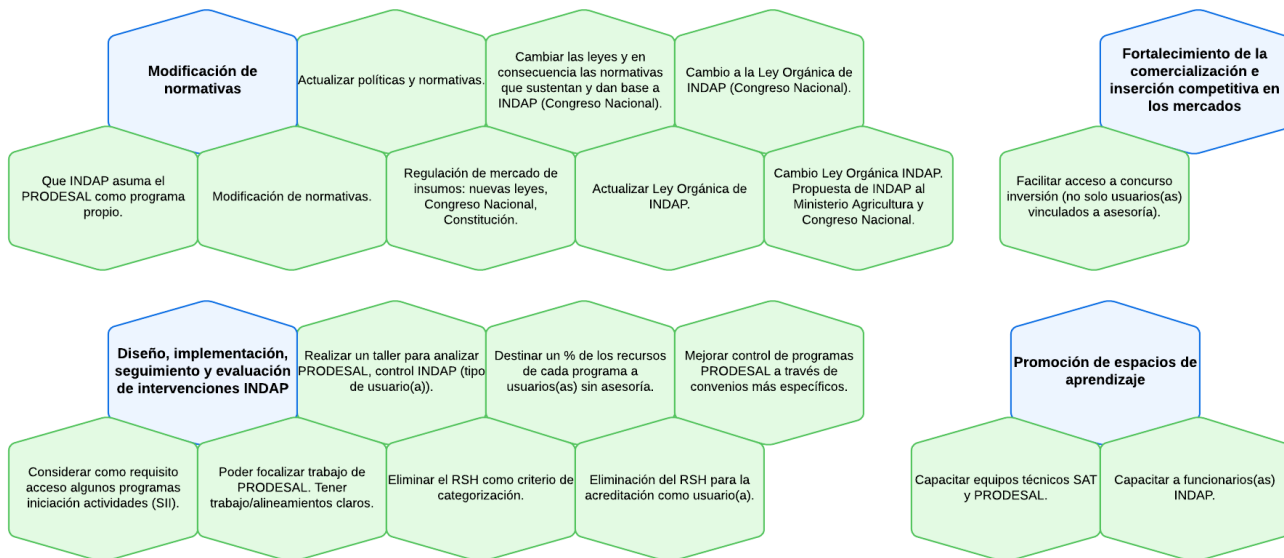 Modificación de
normativas
Actualizar políticas y normativas.
Cambiar las leyes y en
consecuencia las normativas
que sustentan y dan base a
INDAP (Congreso Nacional).
Cambio a la Ley Orgánica de
INDAP (Congreso Nacional).
Que INDAP asuma el
PRODESAL como programa
propio.
Modificación de normativas.
Regulación de mercado de
insumos: nuevas leyes,
Congreso Nacional,
Constitución.
Actualizar Ley Orgánica de
INDAP.
Cambio Ley Orgánica INDAP.
Propuesta de INDAP al
Ministerio Agricultura y
Congreso Nacional.
Fortalecimiento de la
comercialización e
inserción competitiva en
los mercados
Facilitar acceso a concurso
inversión (no solo usuarios(as)
vinculados a asesoría).
Diseño, implementación,
seguimiento y evaluación
de intervenciones INDAP
Realizar un taller para analizar
PRODESAL, control INDAP (tipo
de usuario(a)).
Destinar un % de los recursos
de cada programa a
usuarios(as) sin asesoría.
Mejorar control de programas
PRODESAL a través de
convenios más específicos.
Considerar como requisito
acceso algunos programas
iniciación actividades (SII).
Poder focalizar trabajo de
PRODESAL. Tener
trabajo/alineamientos claros.
Eliminar el RSH como criterio de
categorización.
Eliminación del RSH para la
acreditación como usuario(a).
Promoción de espacios de
aprendizaje
Capacitar equipos técnicos SAT
y PRODESAL.
Capacitar a funcionarios(as)
INDAP.